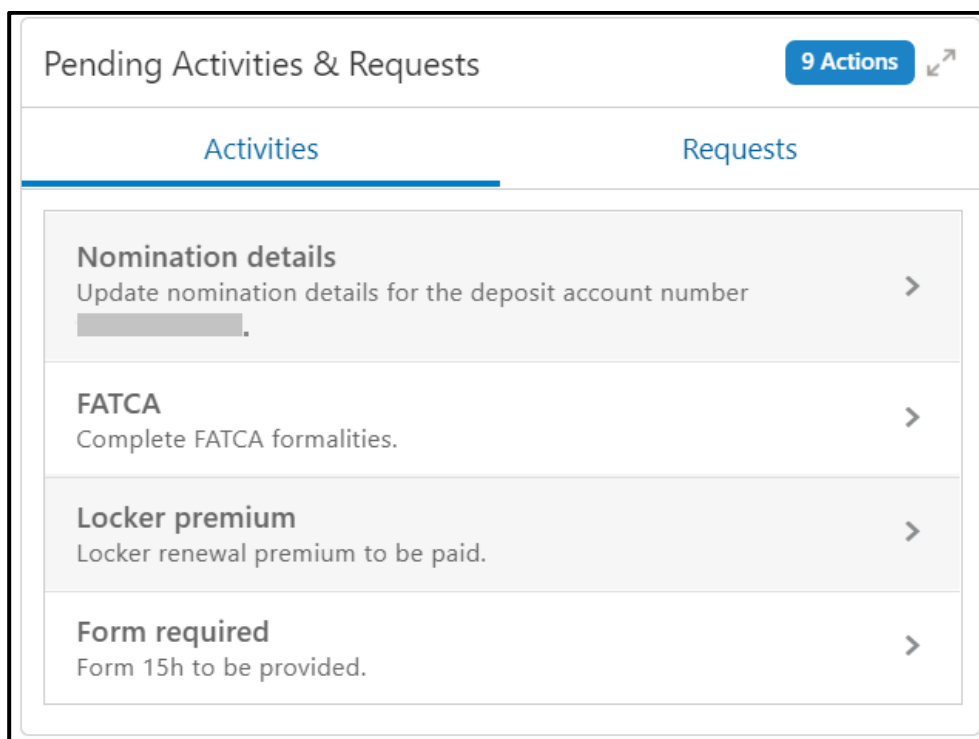 Pending Activities & Requests
9 Actions
Activities
Requests
Nomination details
Update nomination details for the deposit account number
.
FATCA
Complete FATCA formalities.
Locker premium
Locker renewal premium to be paid.
Form required
Form 15h to be provided.